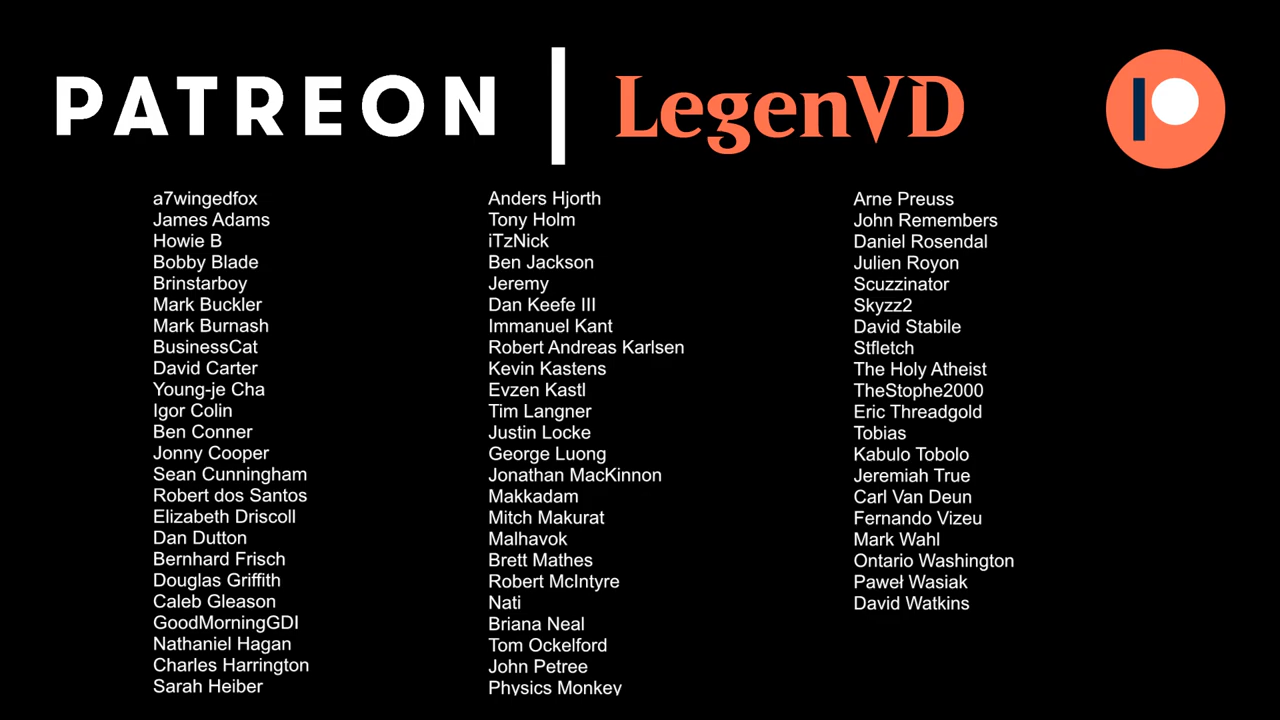 PATREON | LegenVD
a7wingedfox
James Adams
Howie B
Bobby Blade
Brinstarboy
Mark Buckler
Mark Burnash
BusinessCat
David Carter
Young-je Cha
Igor Colin
Ben Conner
Jonny Cooper
Sean Cunningham
Robert dos Santos
Elizabeth Driscoll
Dan Dutton
Bernhard Frisch
Douglas Griffith
Caleb Gleason
GoodMorningGDI
Nathaniel Hagan
Charles Harrington
Sarah Heiber
Anders Hjorth
Tony Holm
iTzNick
Ben Jackson
Jeremy
Dan Keefe III
Immanuel Kant
Robert Andreas Karlsen
Kevin Kastens
Evzen Kastl
Tim Langner
Justin Locke
George Luong
Jonathan MacKinnon
Makkadam
Mitch Makurat
Malhavok
Brett Mathes
Robert McIntyre
Nati
Briana Neal
Tom Ockelford
John Petree
Physics Monkey
Arne Preuss
John Remembers
Daniel Rosendal
Julien Royon
Scuzzinator
Skyzz2
David Stabile
Stfletch
The Holy Atheist
TheStophe2000
Eric Threadgold
Tobias
Kabulo Tobolo
Jeremiah True
Carl Van Deun
Fernando Vizeu
Mark Wahl
Ontario Washington
Paweł Wasiak
David Watkins